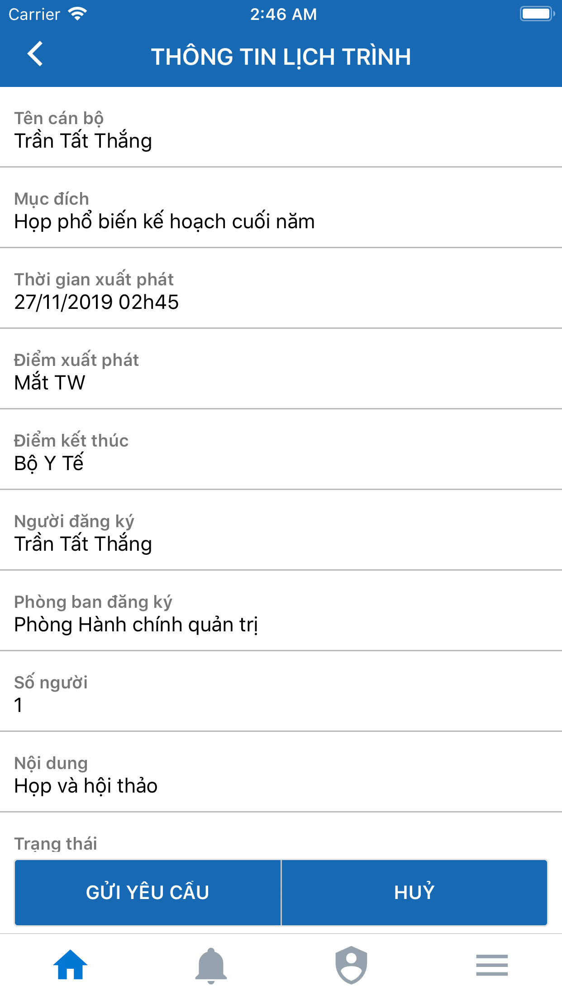 Carrier 2:46 AM
THÔNG TIN LỊCH TRÌNH
Tên cán bộ
Trần Tất Thắng
Mục đích
Họp phổ biến kế hoạch cuối năm
Thời gian xuất phát
27/11/2019 02h45
Điểm xuất phát
Mắt TW
Điểm kết thúc
Bộ Y Tế
Người đăng ký
Trần Tất Thắng
Phòng ban đăng ký
Phòng Hành chính quản trị
Số người
1
Nội dung
Họp và hội thảo
Trạng thái
GỬI YÊU CẦU HUỶ